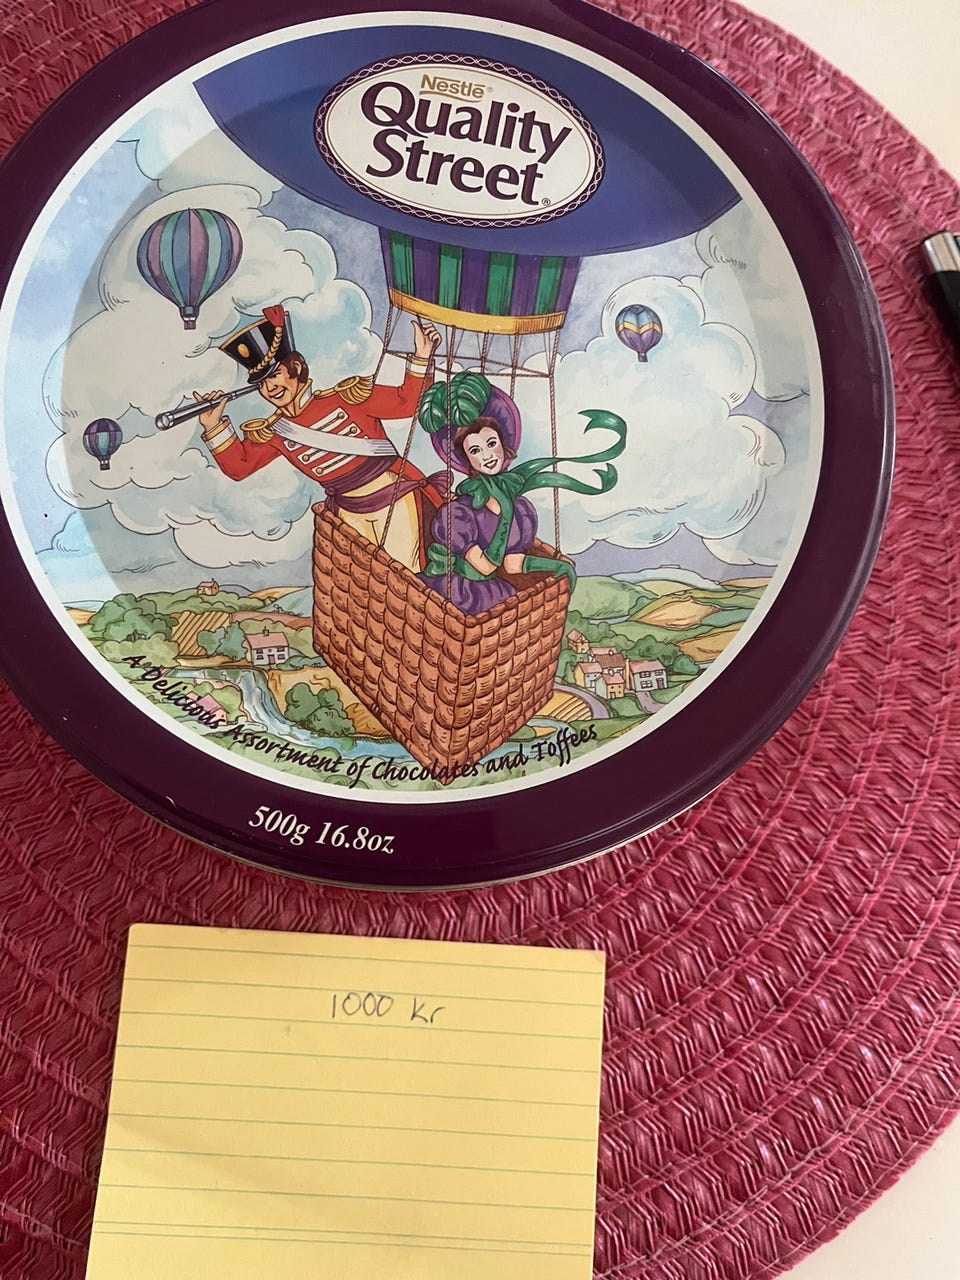 Nestlé®
Quality
Street®
A Delicious Assortment of Chocolates and Toffees
500g 16.8oz
1000 kr